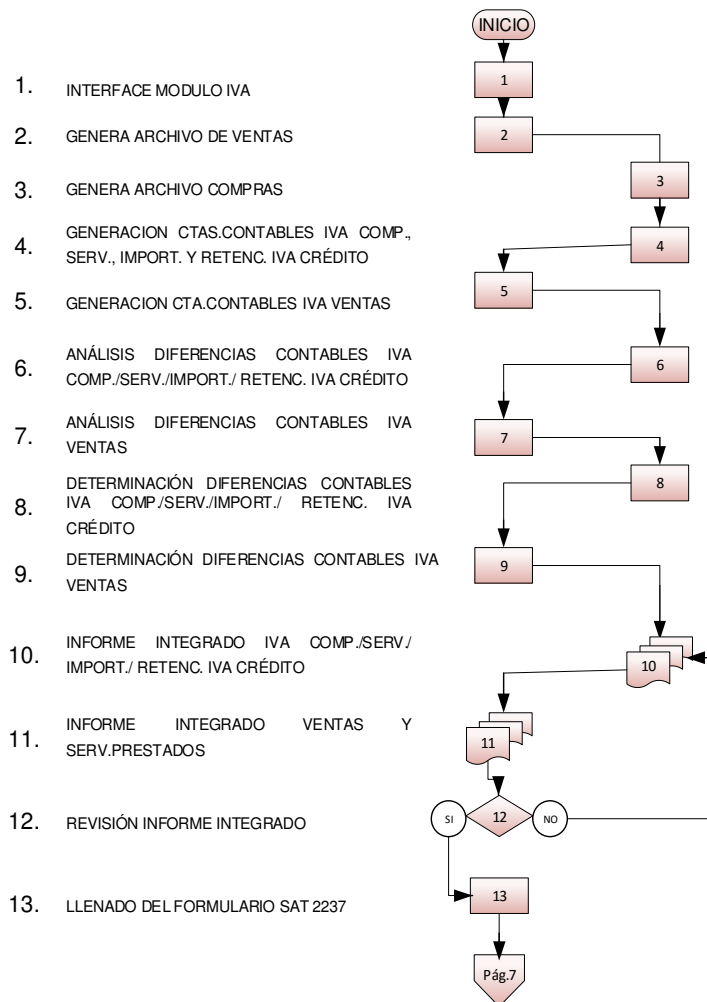 INICIO
1. INTERFACE MODULO IVA
1
2. GENERA ARCHIVO DE VENTAS
2
3. GENERA ARCHIVO COMPRAS
3
4. GENERACION CTAS.CONTABLES IVA COMP.,
SERV., IMPORT. Y RETENC. IVA CRÉDITO
4
5. GENERACION CTA.CONTABLES IVA VENTAS
5
6. ANÁLISIS DIFERENCIAS CONTABLES IVA
COMP./SERV./IMPORT./ RETENC. IVA CRÉDITO
6
7. ANÁLISIS DIFERENCIAS CONTABLES IVA
VENTAS
7
8. DETERMINACIÓN DIFERENCIAS CONTABLES
IVA COMP./SERV./IMPORT./ RETENC. IVA
CRÉDITO
8
9. DETERMINACIÓN DIFERENCIAS CONTABLES IVA
VENTAS
9
10. INFORME INTEGRADO IVA COMP./SERV./
IMPORT./ RETENC. IVA CRÉDITO
10
11. INFORME INTEGRADO VENTAS Y
SERV.PRESTADOS
11
12. REVISIÓN INFORME INTEGRADO
SI 12 NO
13. LLENADO DEL FORMULARIO SAT 2237
13
Pág.7